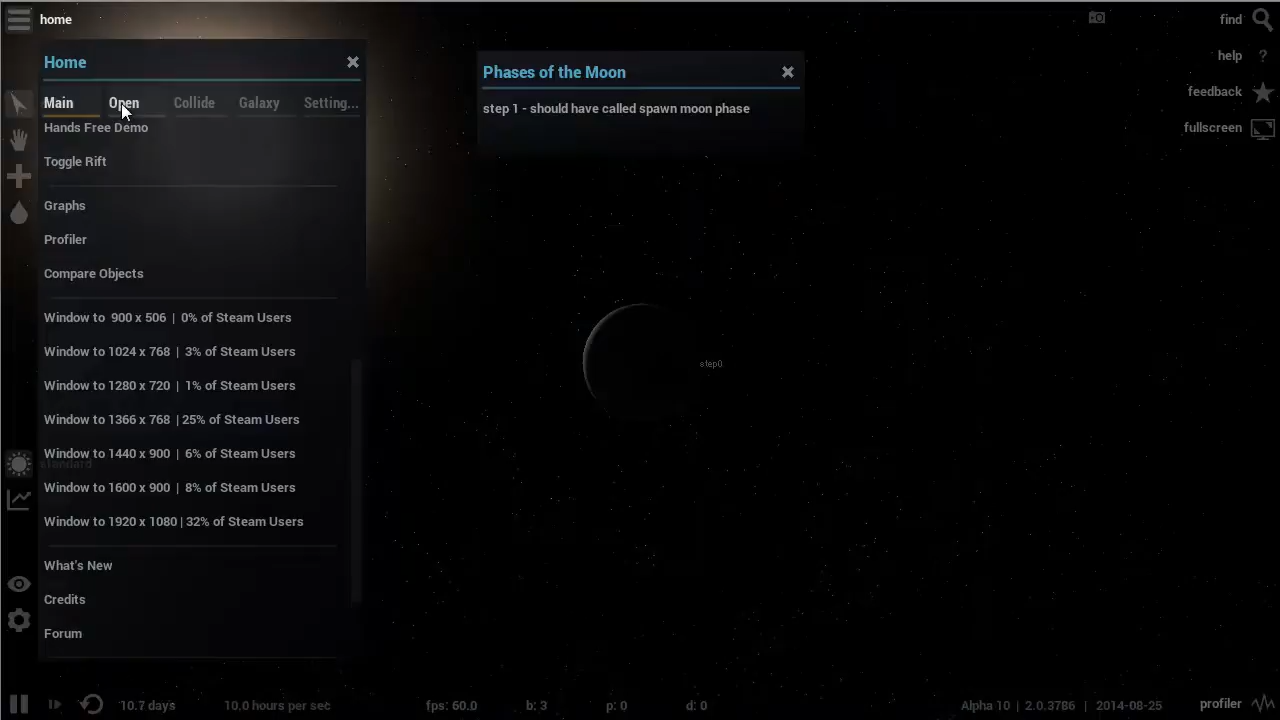 home
find
help
feedback
fullscreen
Home
Main Open Collide Galaxy Setting...
Hands Free Demo
Toggle Rift
Graphs
Profiler
Compare Objects
Window to 900 x 506 | 0% of Steam Users
Window to 1024 x 768 | 3% of Steam Users
Window to 1280 x 720 | 1% of Steam Users
Window to 1366 x 768 | 25% of Steam Users
Window to 1440 x 900 | 6% of Steam Users
standard
Window to 1600 x 900 | 8% of Steam Users
Window to 1920 x 1080 | 32% of Steam Users
What's New
Credits
Forum
Phases of the Moon
step 1 - should have called spawn moon phase
step0
10.7 days 10.0 hours per sec fps: 60.0 b: 3 p: 0 d: 0 Alpha 10 | 2.0.3786 | 2014-08-25 profiler